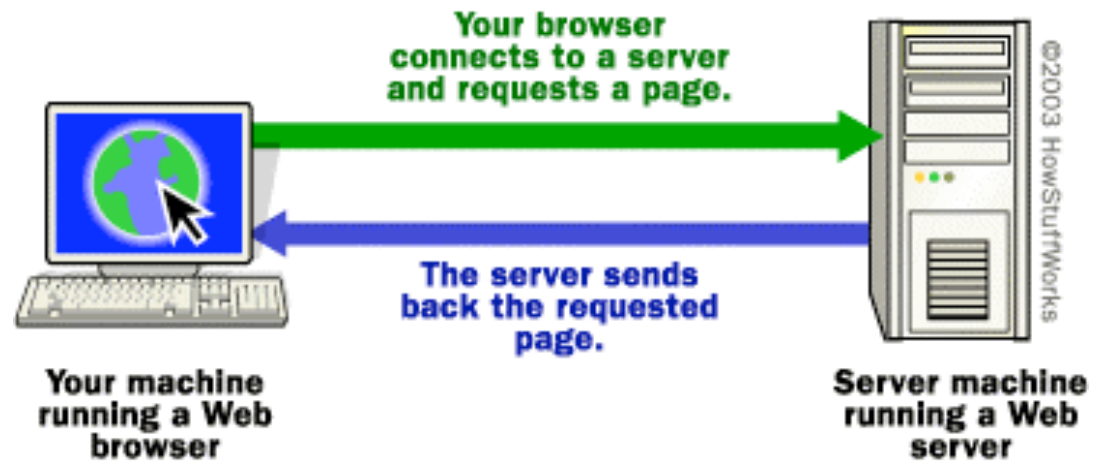 Your browser
connects to a server
and requests a page.
The server sends
back the requested
page.
Your machine
running a Web
browser
Server machine
running a Web
server
©2003 HowStuffWorks